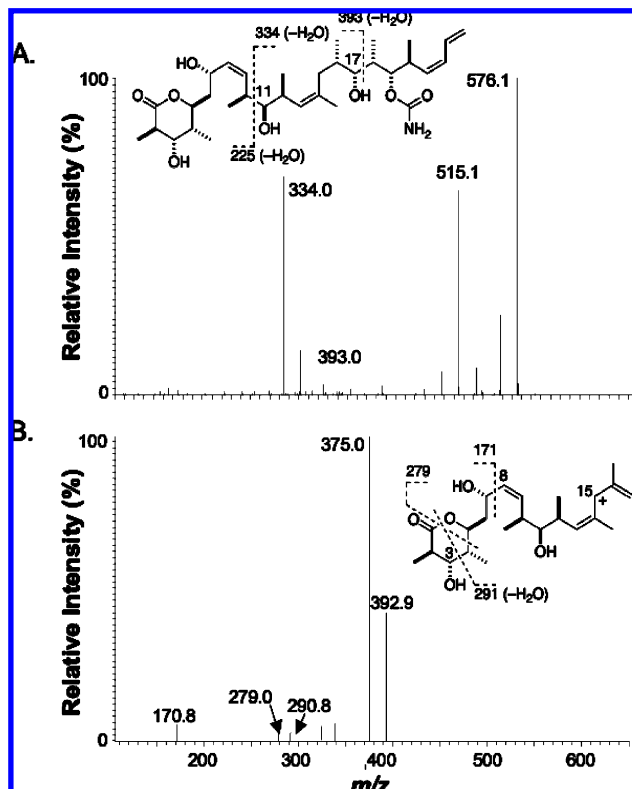 A.
Relative Intensity (%)
100
0
334 (–H₂O)
393 (–H₂O)
HO
17
11
OH
O
O
OH
O
O
NH₂
OH
225 (–H₂O)
576.1
515.1
334.0
393.0
B.
Relative Intensity (%)
100
0
375.0
279
171
HO
8
15
+
O
O
OH
3
OH
291 (–H₂O)
392.9
279.0
290.8
170.8
200
300
400
500
600
m/z